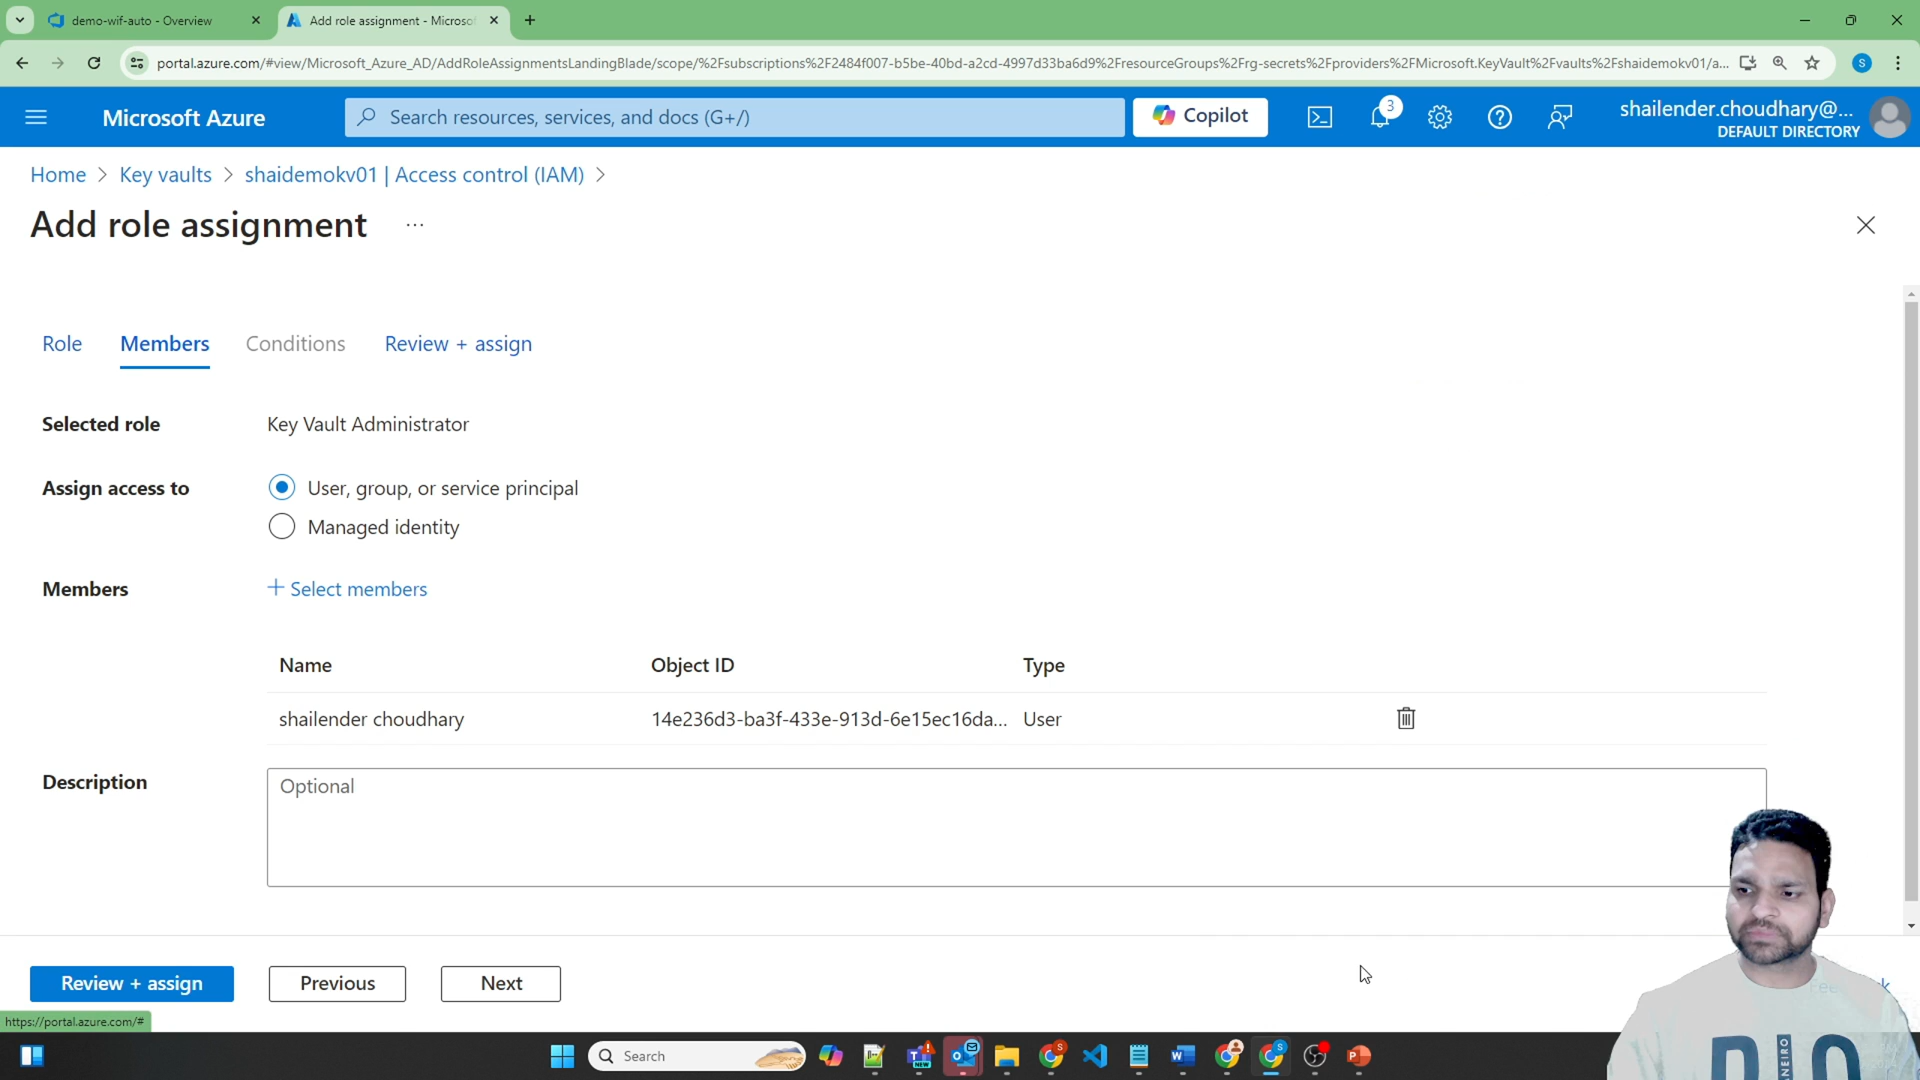 demo-wif-auto - Overview
Add role assignment - Microso
portal.azure.com/#view/Microsoft_Azure_AD/AddRoleAssignmentsLandingBlade/scope/%2Fsubscriptions%2F2484f007-b5be-40bd-a2cd-4997d33ba6d9%2FresourceGroups%2Frg-secrets%2Fproviders%2FMicrosoft.KeyVault%2Fvaults%2Fshaidemokv01/a...
S
Microsoft Azure
Search resources, services, and docs (G+/)
Copilot
3
shailender.choudhary@...
DEFAULT DIRECTORY
Home > Key vaults > shaidemokv01 | Access control (IAM) >
Add role assignment ...
Role
Members
Conditions
Review + assign
Selected role
Key Vault Administrator
Assign access to
User, group, or service principal
Managed identity
Members
+ Select members
Name
Object ID
Type
shailender choudhary
14e236d3-ba3f-433e-913d-6e15ec16da...
User
Description
Optional
Review + assign
Previous
Next
https://portal.azure.com/#
Search
NEW